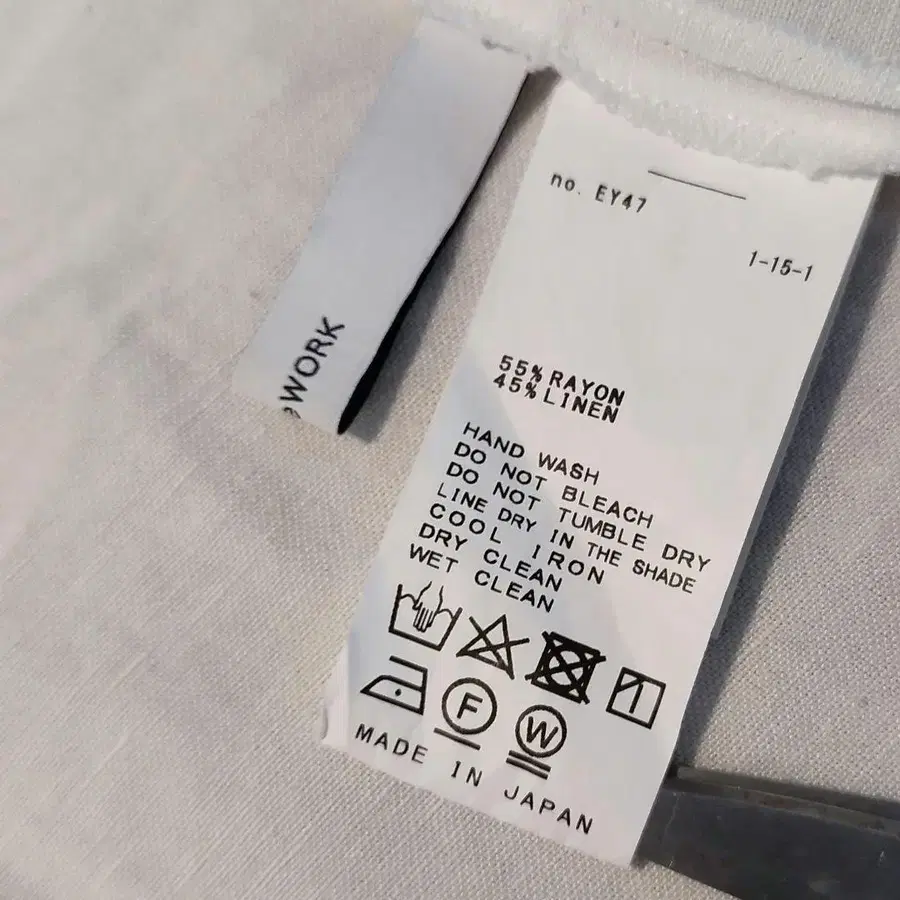 WORK
no. EY47
1-15-1
55% RAYON
45% LINEN
HAND WASH
DO NOT BLEACH
DO NOT TUMBLE DRY
LINE DRY IN THE SHADE
COOL IRON
DRY CLEAN
WET CLEAN
F
W
MADE IN JAPAN